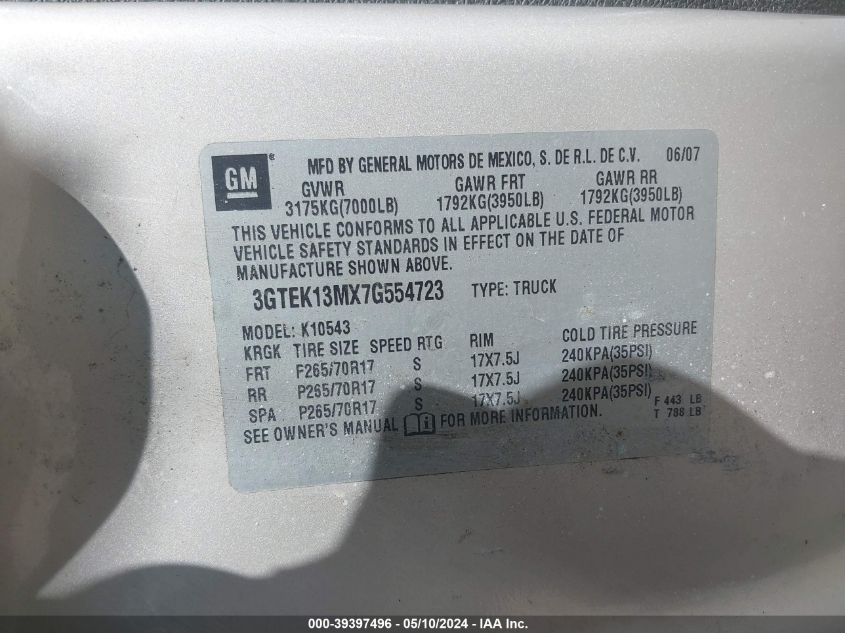 GM® MFD BY GENERAL MOTORS DE MEXICO, S. DE R.L. DE C.V. 06/07
GVWR GAWR FRT GAWR RR
3175KG(7000LB) 1792KG(3950LB) 1792KG(3950LB)
THIS VEHICLE CONFORMS TO ALL APPLICABLE U.S. FEDERAL MOTOR
VEHICLE SAFETY STANDARDS IN EFFECT ON THE DATE OF
MANUFACTURE SHOWN ABOVE.
3GTEK13MX7G554723 TYPE: TRUCK
MODEL: K10543
KRGK TIRE SIZE SPEED RTG RIM COLD TIRE PRESSURE
FRT P265/70R17 S 17X7.5J 240KPA(35PSI)
RR P265/70R17 S 17X7.5J 240KPA(35PSI)
SPA P265/70R17 S 17X7.5J 240KPA(35PSI)
F 443 LB
T 788 LB
SEE OWNER'S MANUAL FOR MORE INFORMATION.
000-39397496 - 05/10/2024 - IAA Inc.